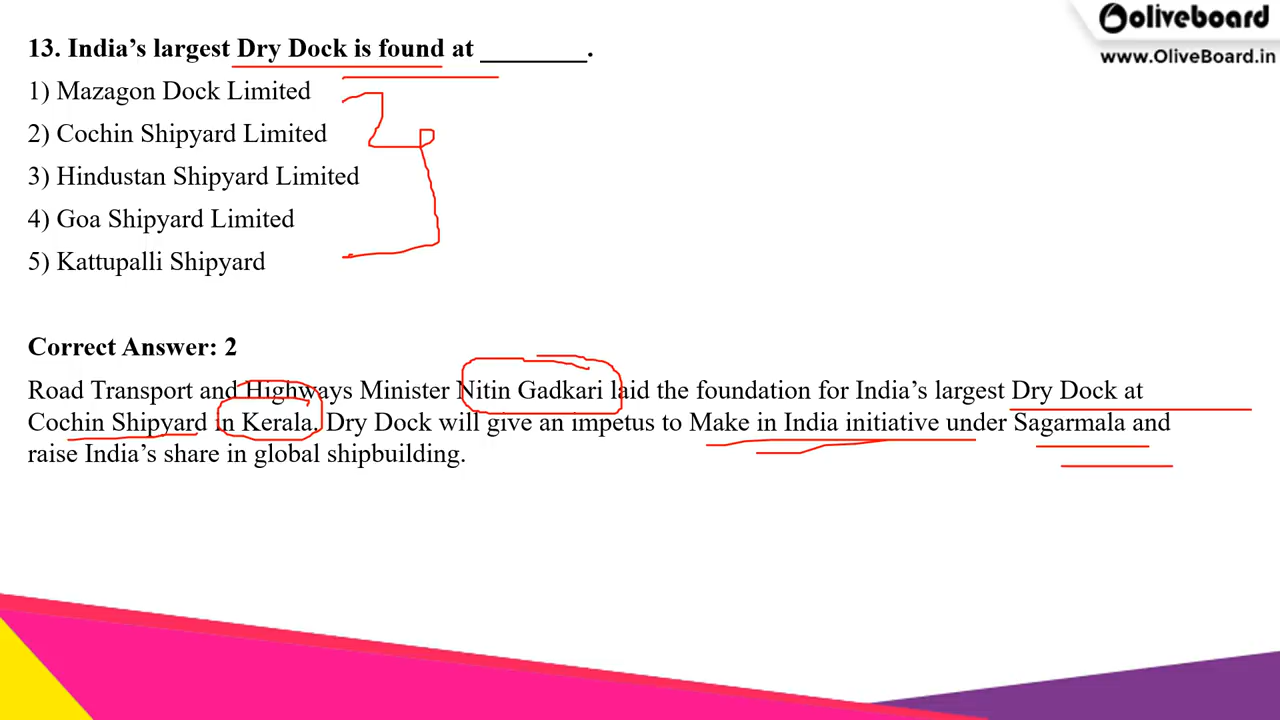 oliveboard
www.OliveBoard.in
13. India’s largest Dry Dock is found at ________.
1) Mazagon Dock Limited
2) Cochin Shipyard Limited
3) Hindustan Shipyard Limited
4) Goa Shipyard Limited
5) Kattupalli Shipyard
Correct Answer: 2
Road Transport and Highways Minister Nitin Gadkari laid the foundation for India’s largest Dry Dock at
Cochin Shipyard in Kerala. Dry Dock will give an impetus to Make in India initiative under Sagarmala and
raise India’s share in global shipbuilding.